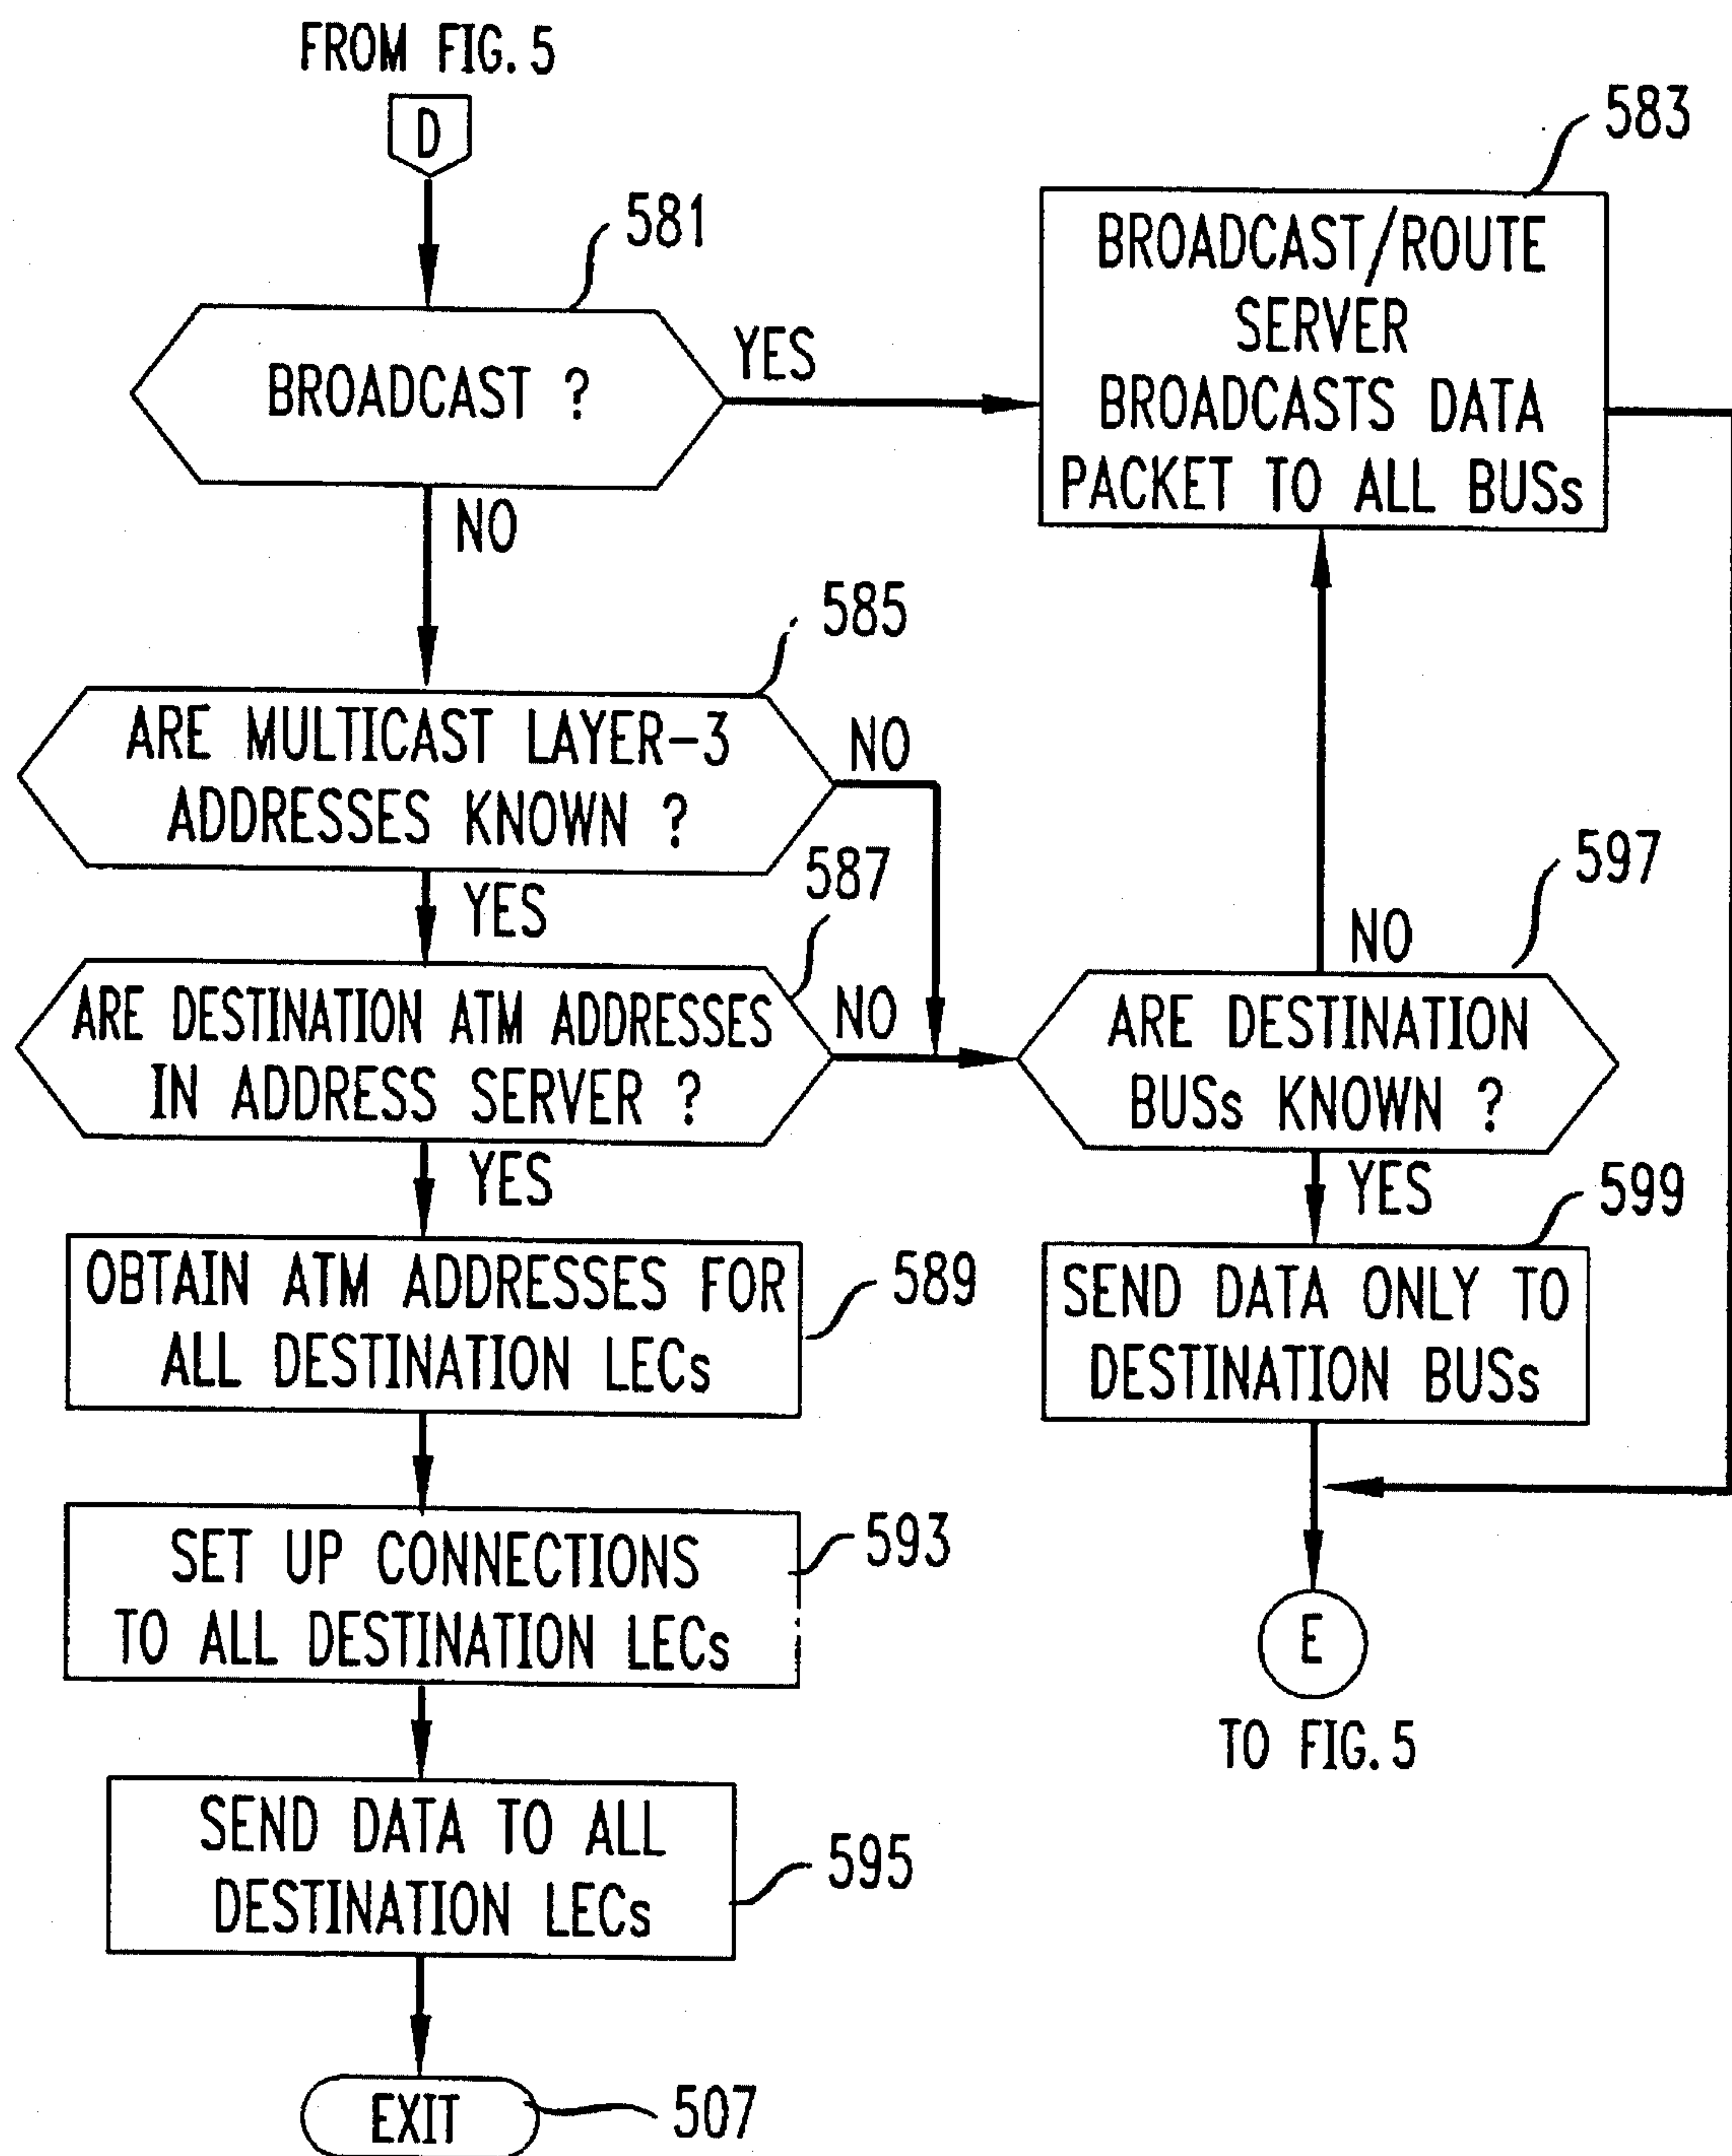 FROM FIG. 5
D
581
BROADCAST ?
YES
NO
583
BROADCAST/ROUTE
SERVER
BROADCASTS DATA
PACKET TO ALL BUSs
585
ARE MULTICAST LAYER-3
ADDRESSES KNOWN ?
NO
YES
587
ARE DESTINATION ATM ADDRESSES
IN ADDRESS SERVER ?
NO
YES
597
NO
ARE DESTINATION
BUSs KNOWN ?
YES
599
SEND DATA ONLY TO
DESTINATION BUSs
OBTAIN ATM ADDRESSES FOR
ALL DESTINATION LECs
589
SET UP CONNECTIONS
TO ALL DESTINATION LECs
593
E
TO FIG. 5
SEND DATA TO ALL
DESTINATION LECs
595
EXIT
507